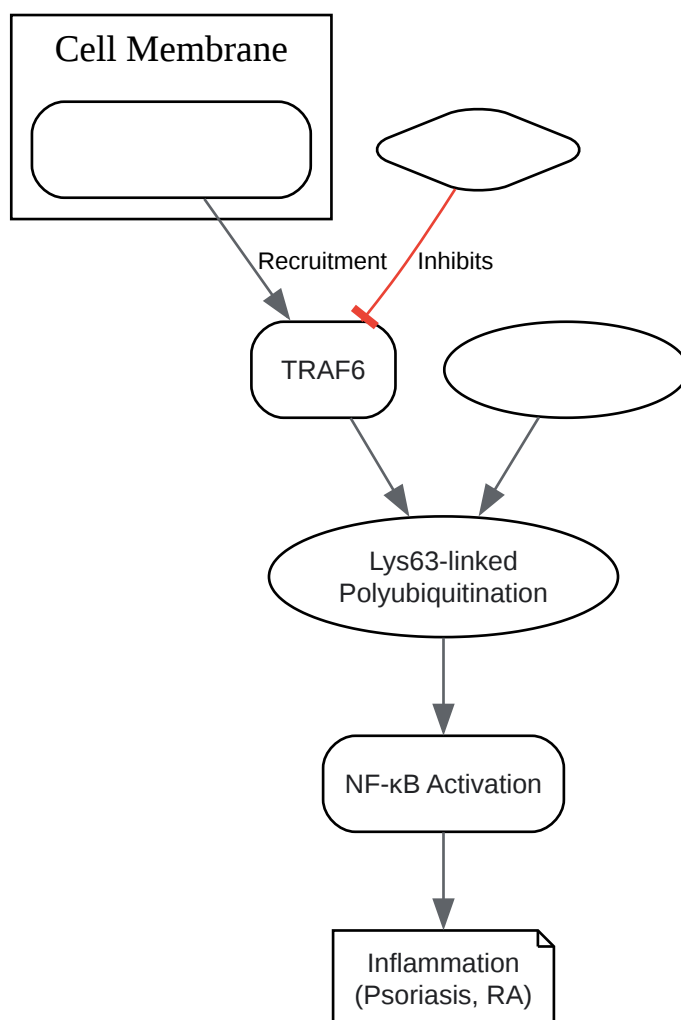 Cell Membrane
Recruitment
Inhibits
TRAF6
Lys63-linked
Polyubiquitination
NF-κB Activation
Inflammation
(Psoriasis, RA)